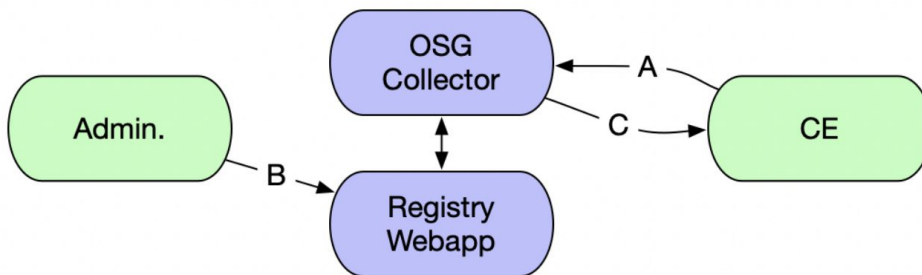 OSG
Collector
A
Admin.
C
CE
B
Registry
Webapp